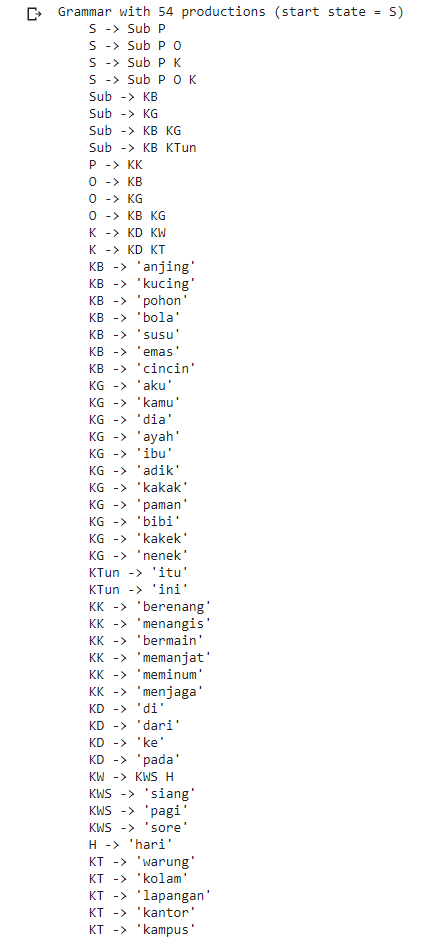 Grammar with 54 productions (start state = S)
S -> Sub P
S -> Sub P O
S -> Sub P K
S -> Sub P O K
Sub -> KB
Sub -> KG
Sub -> KB KG
Sub -> KB KTun
P -> KK
O -> KB
O -> KG
O -> KB KG
K -> KD KW
K -> KD KT
KB -> 'anjing'
KB -> 'kucing'
KB -> 'pohon'
KB -> 'bola'
KB -> 'susu'
KB -> 'emas'
KB -> 'cincin'
KG -> 'aku'
KG -> 'kamu'
KG -> 'dia'
KG -> 'ayah'
KG -> 'ibu'
KG -> 'adik'
KG -> 'kakak'
KG -> 'paman'
KG -> 'bibi'
KG -> 'kakek'
KG -> 'nenek'
KTun -> 'itu'
KTun -> 'ini'
KK -> 'berenang'
KK -> 'menangis'
KK -> 'bermain'
KK -> 'memanjat'
KK -> 'meminum'
KK -> 'menjaga'
KD -> 'di'
KD -> 'dari'
KD -> 'ke'
KD -> 'pada'
KW -> KWS H
KWS -> 'siang'
KWS -> 'pagi'
KWS -> 'sore'
H -> 'hari'
KT -> 'warung'
KT -> 'kolam'
KT -> 'lapangan'
KT -> 'kantor'
KT -> 'kampus'